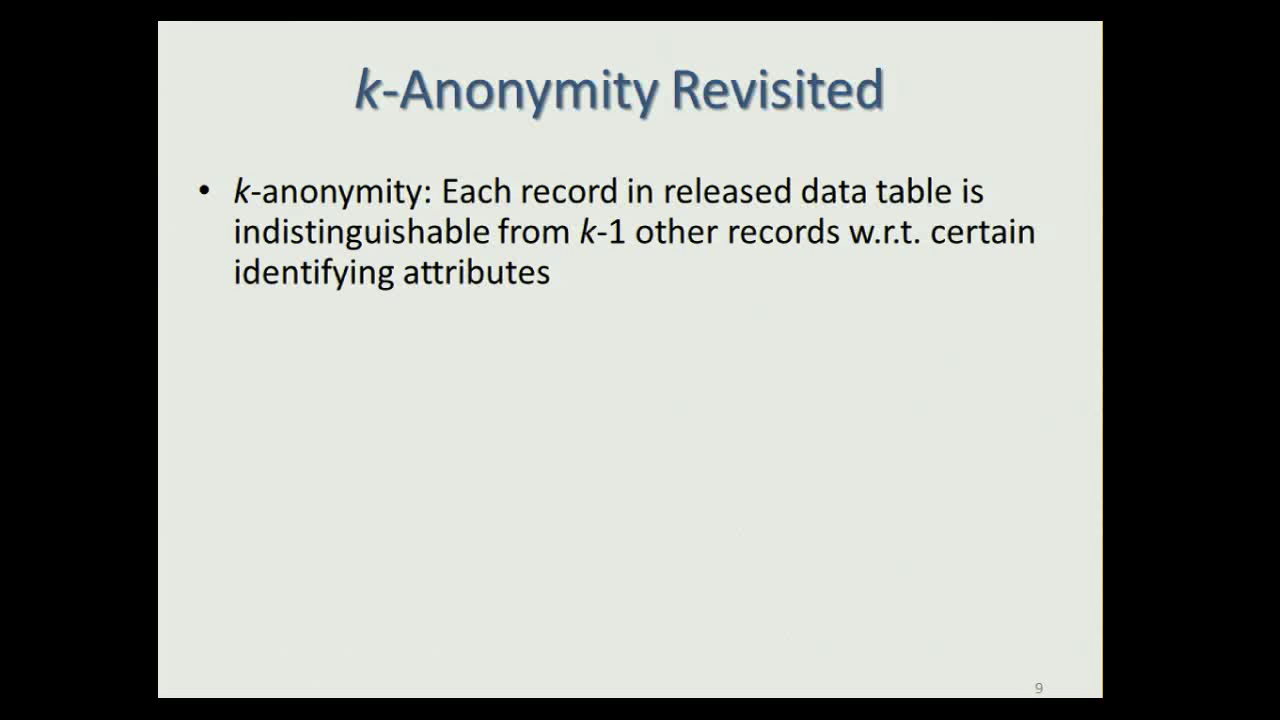 k-Anonymity Revisited
• k-anonymity: Each record in released data table is
indistinguishable from k-1 other records w.r.t. certain
identifying attributes
9